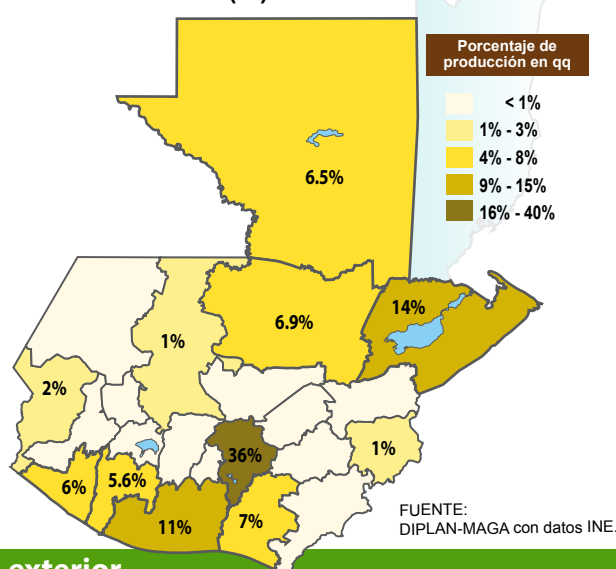 Porcentaje de
producción en qq
< 1%
1% - 3%
4% - 8%
9% - 15%
16% - 40%
6.5%
14%
6.9%
1%
2%
36%
1%
5.6%
6%
7%
11%
FUENTE:
DIPLAN-MAGA con datos INE.
exterior